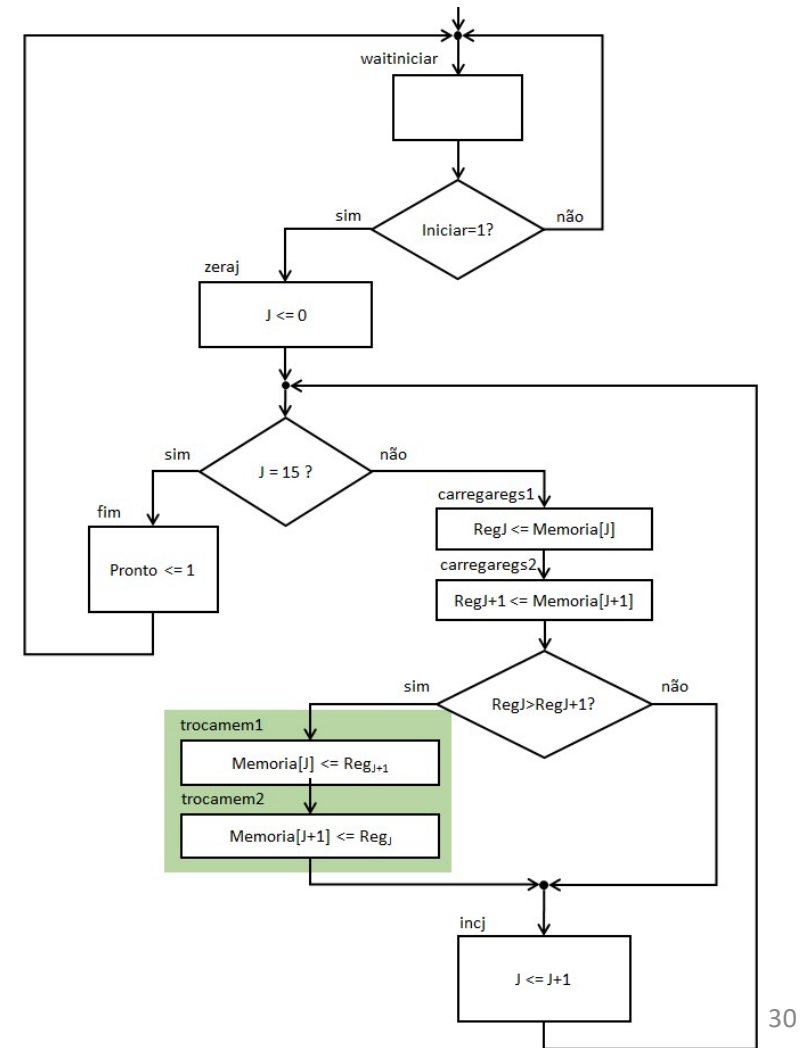 waitiniciar
Iniciar=1?
sim
não
zeraj
J <= 0
J = 15 ?
sim
não
fim
Pronto <= 1
carregaregs1
RegJ <= Memoria[J]
carregaregs2
RegJ+1 <= Memoria[J+1]
RegJ>RegJ+1?
sim
não
trocamem1
Memoria[J] <= RegJ+1
trocamem2
Memoria[J+1] <= RegJ
incj
J <= J+1
30